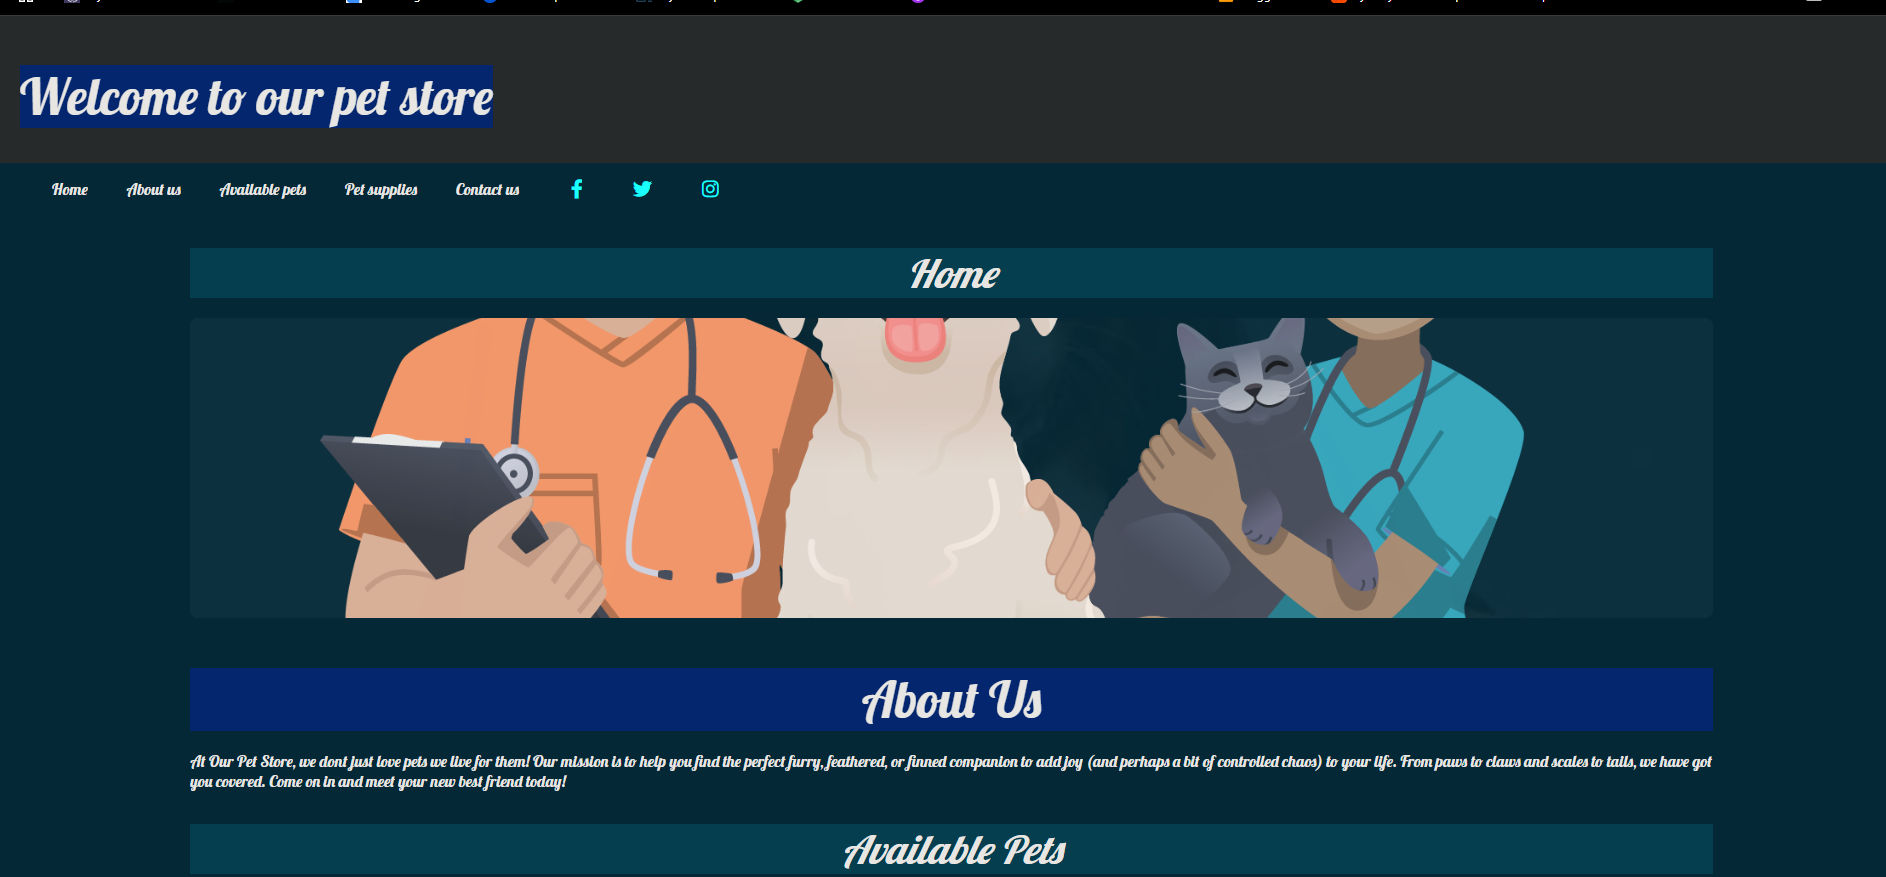 Welcome to our pet store
Home About us Available pets Pet supplies Contact us
Home
About Us
At Our Pet Store, we dont just love pets we live for them! Our mission is to help you find the perfect furry, feathered, or finned companion to add joy (and perhaps a bit of controlled chaos) to your life. From paws to claws and scales to tails, we have got
you covered. Come on in and meet your new best friend today!
Available Pets